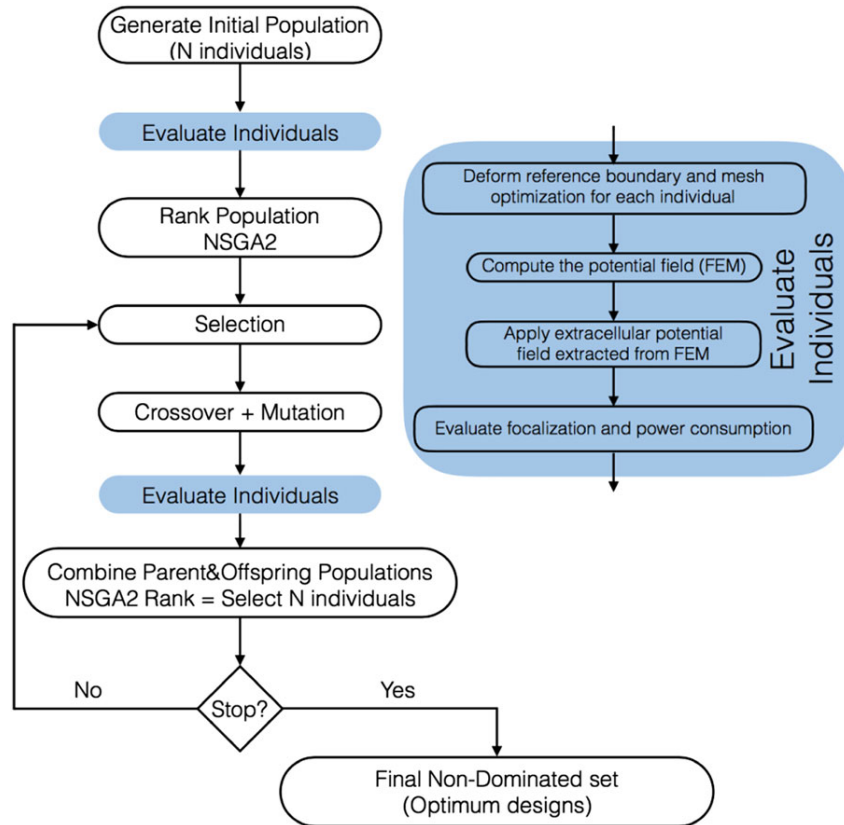 Generate Initial Population
(N individuals)
Evaluate Individuals
Rank Population
NSGA2
Selection
Crossover + Mutation
Evaluate Individuals
Combine Parent&Offspring Populations
NSGA2 Rank = Select N individuals
No
Stop?
Yes
Final Non-Dominated set
(Optimum designs)
Deform reference boundary and mesh
optimization for each individual
Compute the potential field (FEM)
Apply extracellular potential
field extracted from FEM
Evaluate focalization and power consumption
Evaluate
Individuals